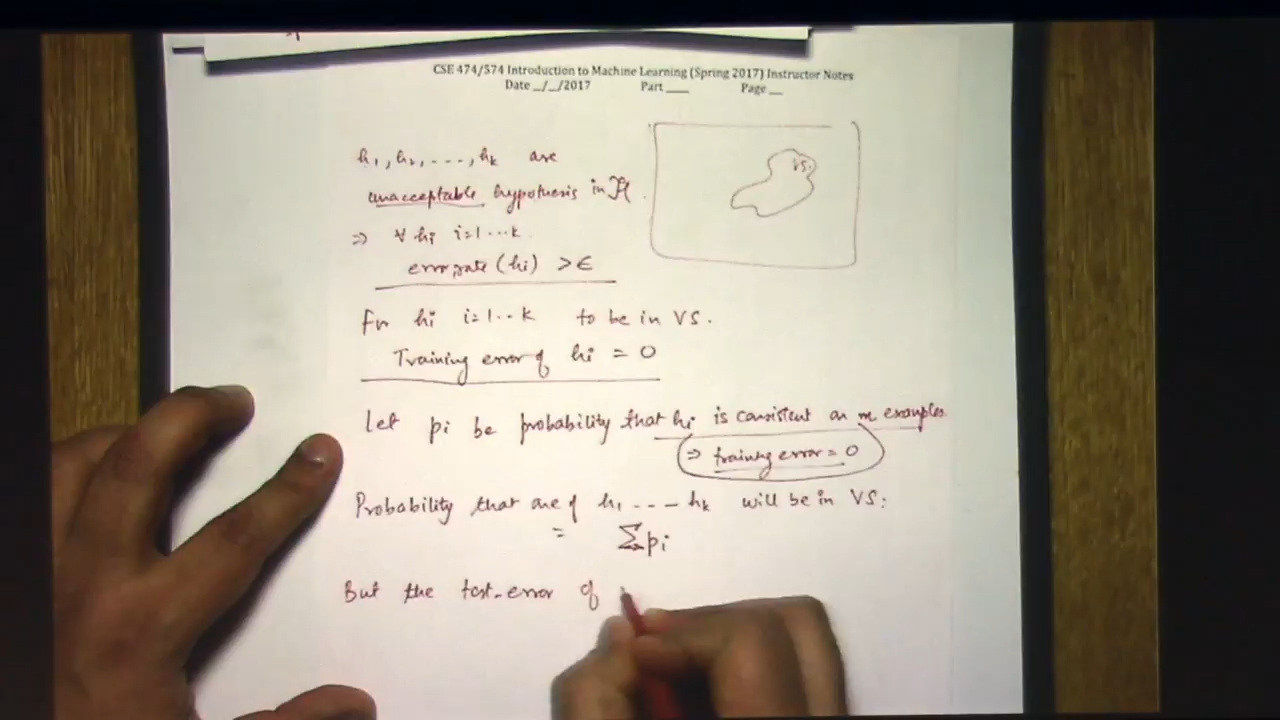 CSE 474/574 Introduction to Machine Learning (Spring 2017) Instructor Notes
Date _/_/2017 Part ___ Page __
h1, h2, ...., hk are
unacceptable hypothesis in H.
VS.
⇒ ∀ hi i=1...k.
error rate (hi) > ϵ
For hi i=1..k to be in VS.
Training error of hi = 0
Let pi be probability that hi is consistent on m examples.
⇒ training error = 0
Probability that one of h1 .... hk will be in VS:
= Σpi
But the test-error of